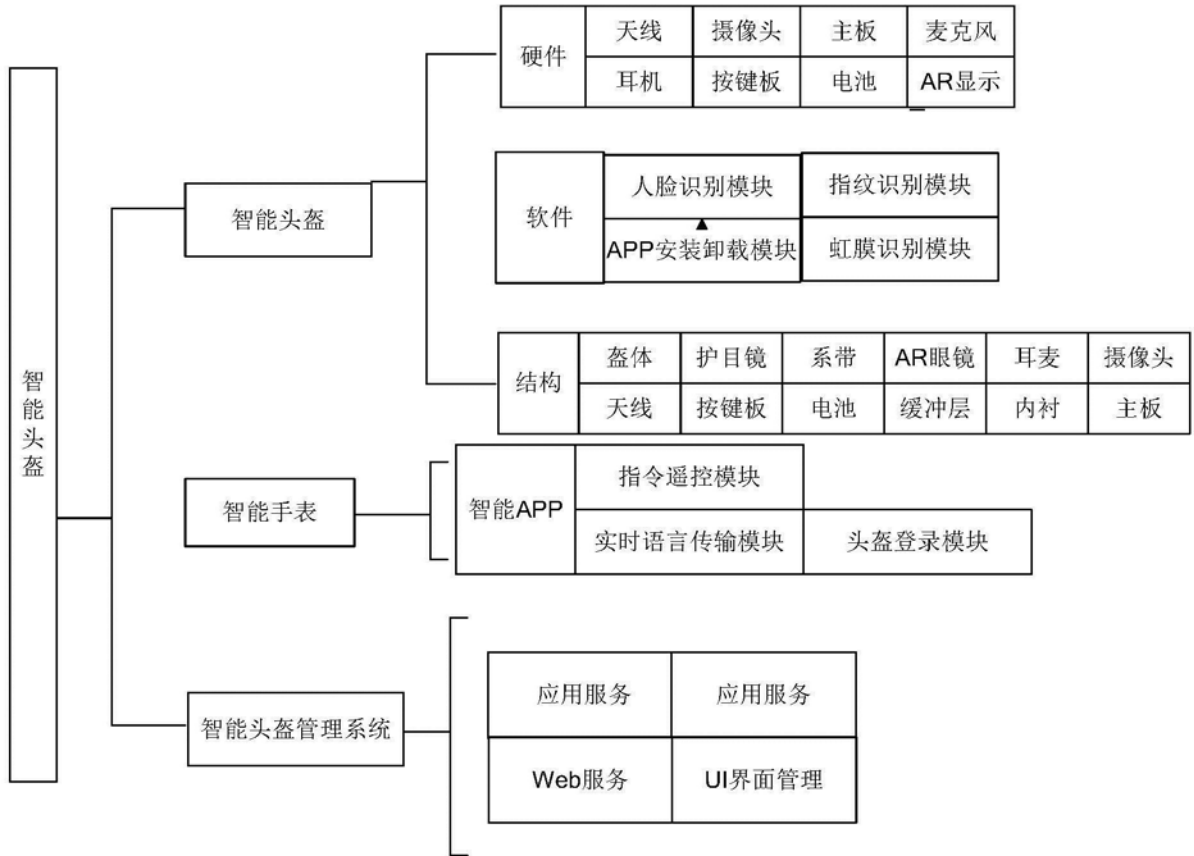 智能头盔
智能头盔
硬件
天线 摄像头 主板 麦克风
耳机 按键板 电池 AR显示
软件
人脸识别模块 指纹识别模块
APP安装卸载模块 虹膜识别模块
结构
盔体 护目镜 系带 AR眼镜 耳麦 摄像头
天线 按键板 电池 缓冲层 内衬 主板
智能手表
智能APP
指令遥控模块
实时语言传输模块 头盔登录模块
智能头盔管理系统
应用服务 应用服务
Web服务 UI界面管理